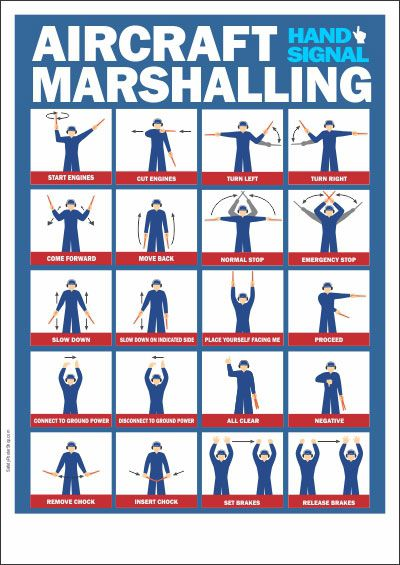 AIRCRAFT
HAND
SIGNAL
MARSHALLING
START ENGINES
CUT ENGINES
TURN LEFT
TURN RIGHT
COME FORWARD
MOVE BACK
NORMAL STOP
EMERGENCY STOP
SLOW DOWN
SLOW DOWN ON INDICATED SIDE
PLACE YOURSELF FACING ME
PROCEED
CONNECT TO GROUND POWER
DISCONNECT TO GROUND POWER
ALL CLEAR
NEGATIVE
REMOVE CHOCK
INSERT CHOCK
SET BRAKES
RELEASE BRAKES
SafetyPosterShop.com